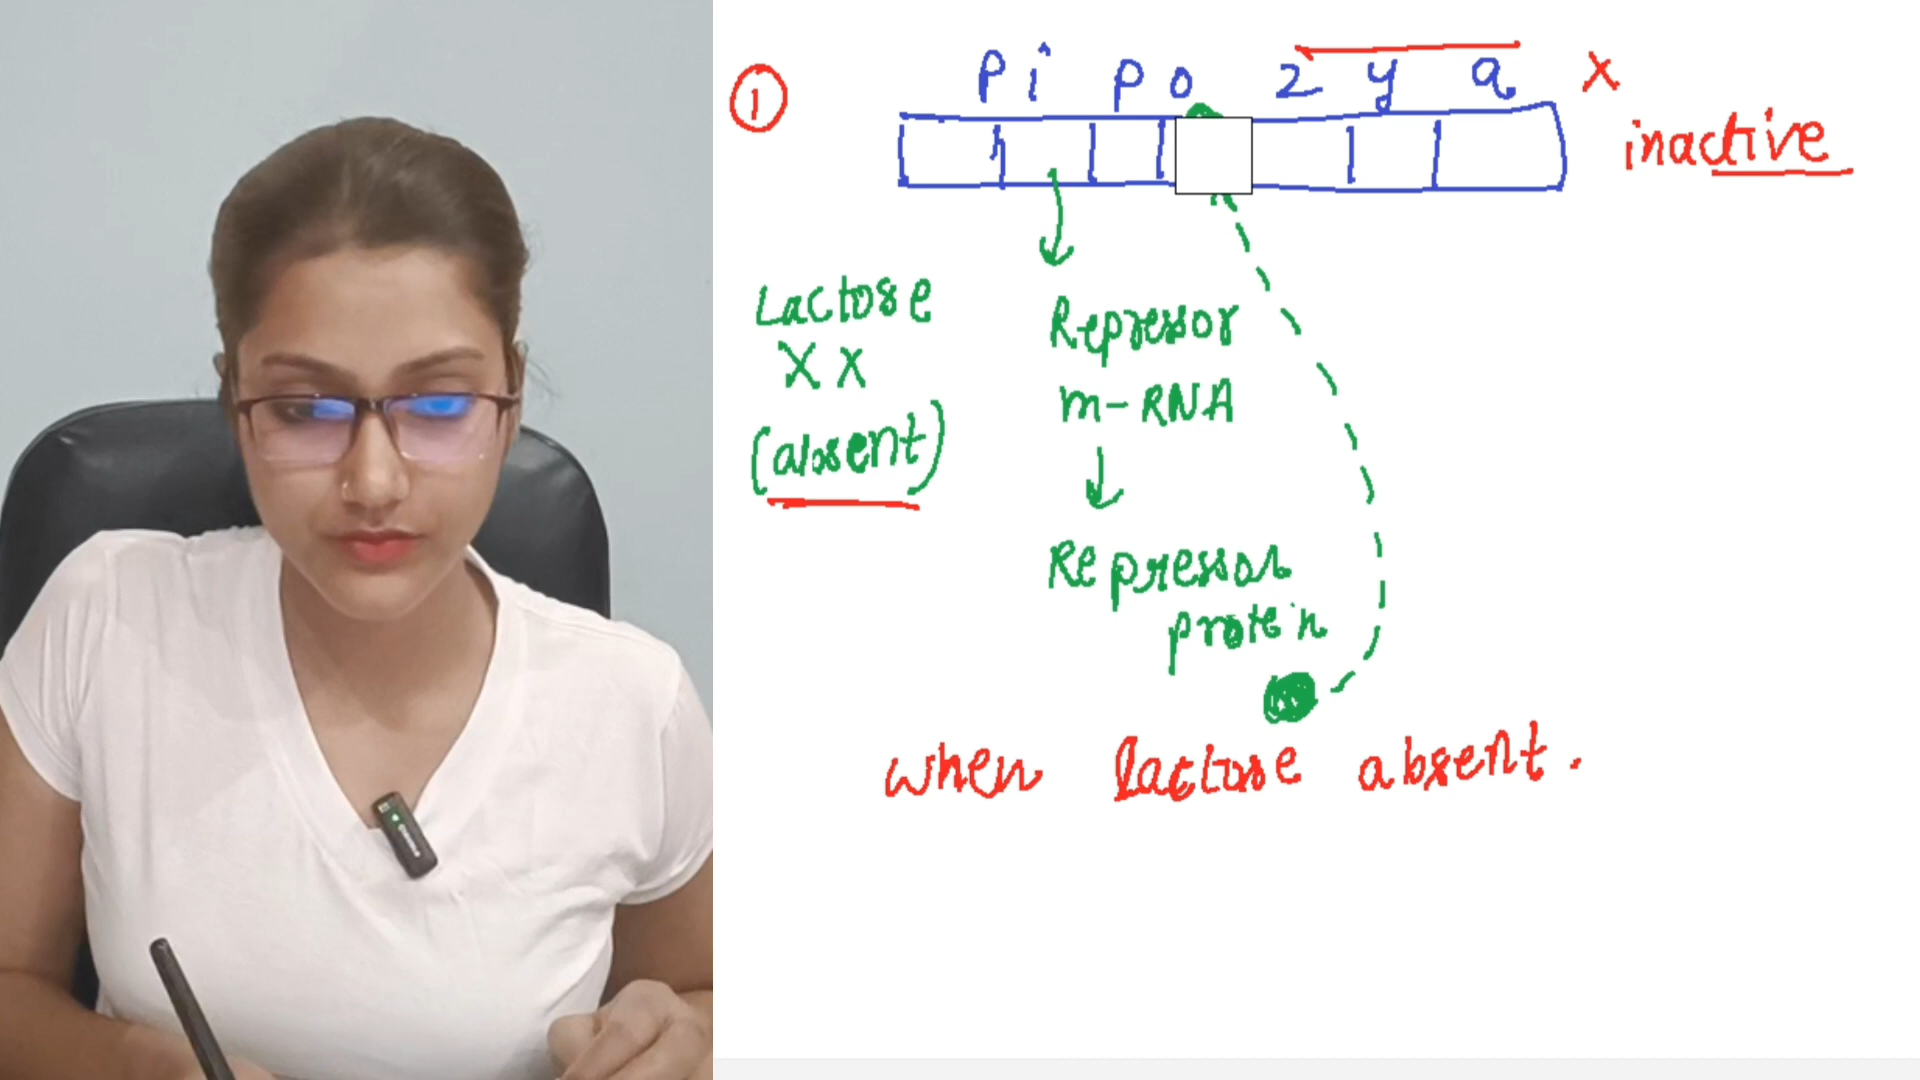 ①
P i P o z y a x
inactive
Lactose
X X
(absent)
Repressor
m-RNA
Repressor
protein
when lactose absent.